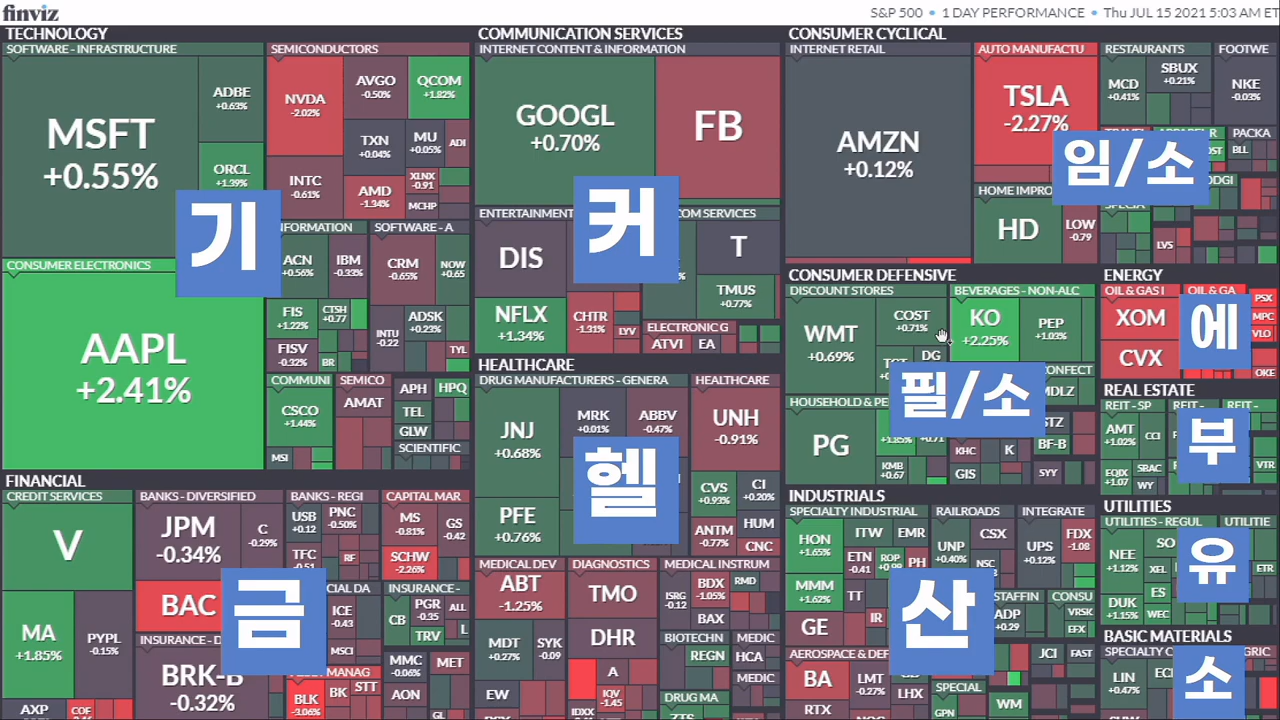 finviz
S&P 500 • 1 DAY PERFORMANCE • Thu JUL 15 2021 5:03 AM ET
TECHNOLOGY
SOFTWARE - INFRASTRUCTURE
MSFT
+0.55%
ADBE
+0.63%
ORCL
+1.39%
SEMICONDUCTORS
NVDA
-2.02%
AVGO
-0.50%
QCOM
+1.82%
TXN
+0.04%
MU
+0.05%
ADI
INTC
-0.61%
AMD
-1.34%
XLNX
-0.91
MCHP
기
CONSUMER ELECTRONICS
AAPL
+2.41%
ACN
+0.56%
IBM
-0.33%
FIS
+1.22%
CTSH
+0.77
FISV
-0.32%
BR
SOFTWARE - A
CRM
-0.65%
NOW
+0.65
INTU
-0.22
ADSK
+0.23%
TYL
COMMUNI
CSCO
+1.44%
MSI
SEMICO
AMAT
APH
HPQ
TEL
GLW
SCIENTIFIC
COMMUNICATION SERVICES
INTERNET CONTENT & INFORMATION
GOOGL
+0.70%
FB
ENTERTAINMENT
DIS
NFLX
+1.34%
CHTR
-1.31%
LYV
커
COM SERVICES
T
TMUS
+0.77%
ELECTRONIC G
ATVI
EA
CONSUMER CYCLICAL
INTERNET RETAIL
AMZN
+0.12%
AUTO MANUFACTU
TSLA
-2.27%
RESTAURANTS
MCD
+0.41%
SBUX
+0.21%
FOOTWE
NKE
-0.03%
PACKA
BLL
임/소
HOME IMPRO
HD
LOW
-0.79
LVS
CONSUMER DEFENSIVE
DISCOUNT STORES
WMT
+0.69%
COST
+0.71%
DG
BEVERAGES - NON-ALC
KO
+2.25%
PEP
+1.03%
필/소
CONFECT
MDLZ
HOUSEHOLD & PE
PG
+1.85%
+0.71
KMB
+0.67
STZ
BF-B
KHC
K
GIS
SYY
ENERGY
OIL & GAS I
XOM
CVX
OIL & GA
PSX
MPC
VLO
OKE
에
REAL ESTATE
REIT - SP
AMT
+1.02%
CCI
EQIX
+1.07
SBAC
WY
REIT -
REIT -
VTR
부
HEALTHCARE
DRUG MANUFACTURERS - GENERA
JNJ
+0.68%
PFE
+0.76%
MRK
+0.01%
ABBV
-0.47%
헬
HEALTHCARE
UNH
-0.91%
CVS
+0.93%
CI
+0.20%
ANTM
-0.77%
HUM
CNC
MEDICAL DEV
ABT
-1.25%
MDT
+0.27%
SYK
-0.09
EW
DIAGNOSTICS
TMO
DHR
A
IQV
-1.45
IDXX
MEDICAL INSTRUM
ISRG
-0.12
BDX
-1.05%
RMD
BAX
BIOTECHN
REGN
MEDIC
HCA
MEDIC
DRUG MA
ZTS
FINANCIAL
CREDIT SERVICES
V
MA
+1.85%
PYPL
-0.15%
AXP
COF
BANKS - DIVERSIFIED
JPM
-0.34%
C
-0.29%
BAC
INSURANCE - D
BRK-B
-0.32%
금
BANKS - REGI
USB
+0.12
PNC
-0.50%
TFC
-0.51
RF
CAPITAL MAR
MS
-0.81%
GS
-0.42
SCHW
-2.26%
ICE
-0.43
MSCI
INSURANCE -
CB
PGR
-0.35
ALL
TRV
L
BLK
-3.06%
BK
STT
MMC
-0.06%
MET
AON
GL
INDUSTRIALS
SPECIALTY INDUSTRIAL
HON
+1.65%
ITW
EMR
ETN
-0.41
ROP
PH
MMM
+1.62%
TT
GE
IR
산
RAILROADS
UNP
+0.40%
CSX
NSC
INTEGRATE
UPS
+0.12%
FDX
-1.08
STAFFIN
ADP
+0.29
CONSU
VRSK
EFX
AEROSPACE & DEF
BA
LMT
-0.27%
RTX
NOC
LHX
SPECIAL
GPN
JCI
FAST
WM
UTILITIES
UTILITIES - REGUL
NEE
+1.12%
SO
XEL
ES
DUK
+1.15%
WEC
UTILITIE
ETR
유
BASIC MATERIALS
SPECIALTY C
LIN
+0.47%
소